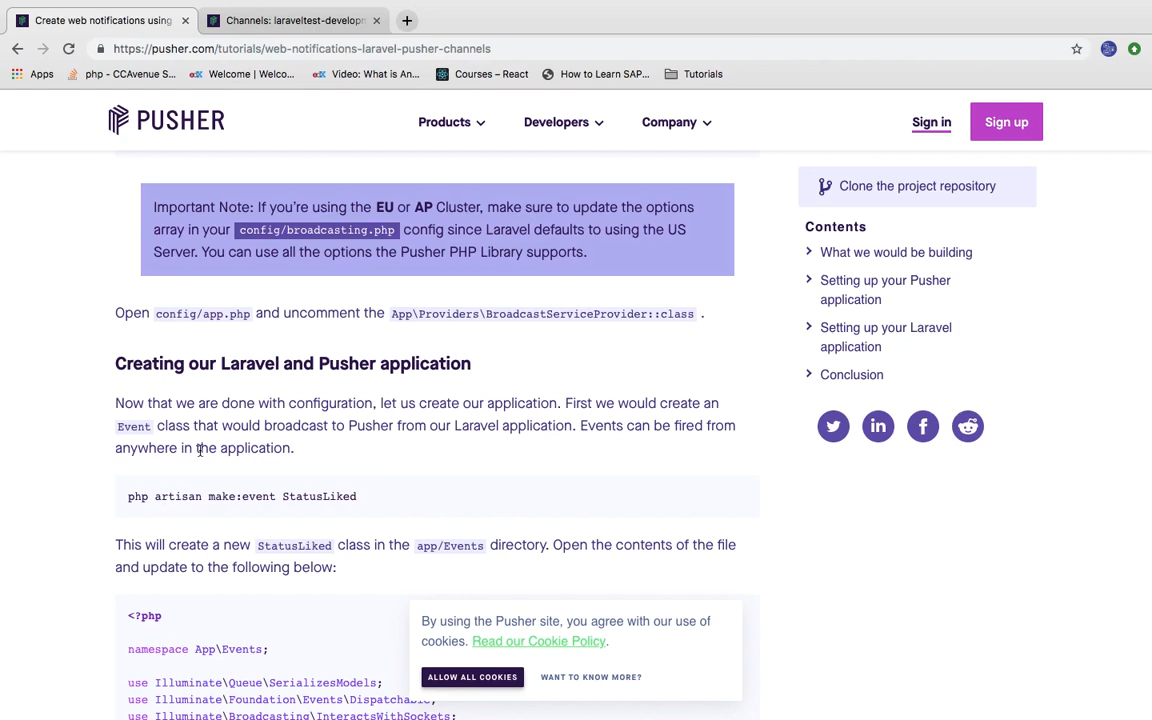 Create web notifications using
Channels: laraveltest-developm
https://pusher.com/tutorials/web-notifications-laravel-pusher-channels
Apps
php - CCAvenue S...
Welcome | Welco...
Video: What is An...
Courses – React
How to Learn SAP...
Tutorials
PUSHER
Products
Developers
Company
Sign in
Sign up
Important Note: If you're using the EU or AP Cluster, make sure to update the options
array in your config/broadcasting.php config since Laravel defaults to using the US
Server. You can use all the options the Pusher PHP Library supports.
Open config/app.php and uncomment the App\Providers\BroadcastServiceProvider::class .
Creating our Laravel and Pusher application
Now that we are done with configuration, let us create our application. First we would create an
Event class that would broadcast to Pusher from our Laravel application. Events can be fired from
anywhere in the application.
php artisan make:event StatusLiked
This will create a new StatusLiked class in the app/Events directory. Open the contents of the file
and update to the following below:
<?php
namespace App\Events;
use Illuminate\Queue\SerializesModels;
use Illuminate\Foundation\Events\Dispatchable;
use Illuminate\Broadcasting\InteractsWithSockets;
By using the Pusher site, you agree with our use of
cookies. Read our Cookie Policy.
ALLOW ALL COOKIES
WANT TO KNOW MORE?
Clone the project repository
Contents
What we would be building
Setting up your Pusher
application
Setting up your Laravel
application
Conclusion